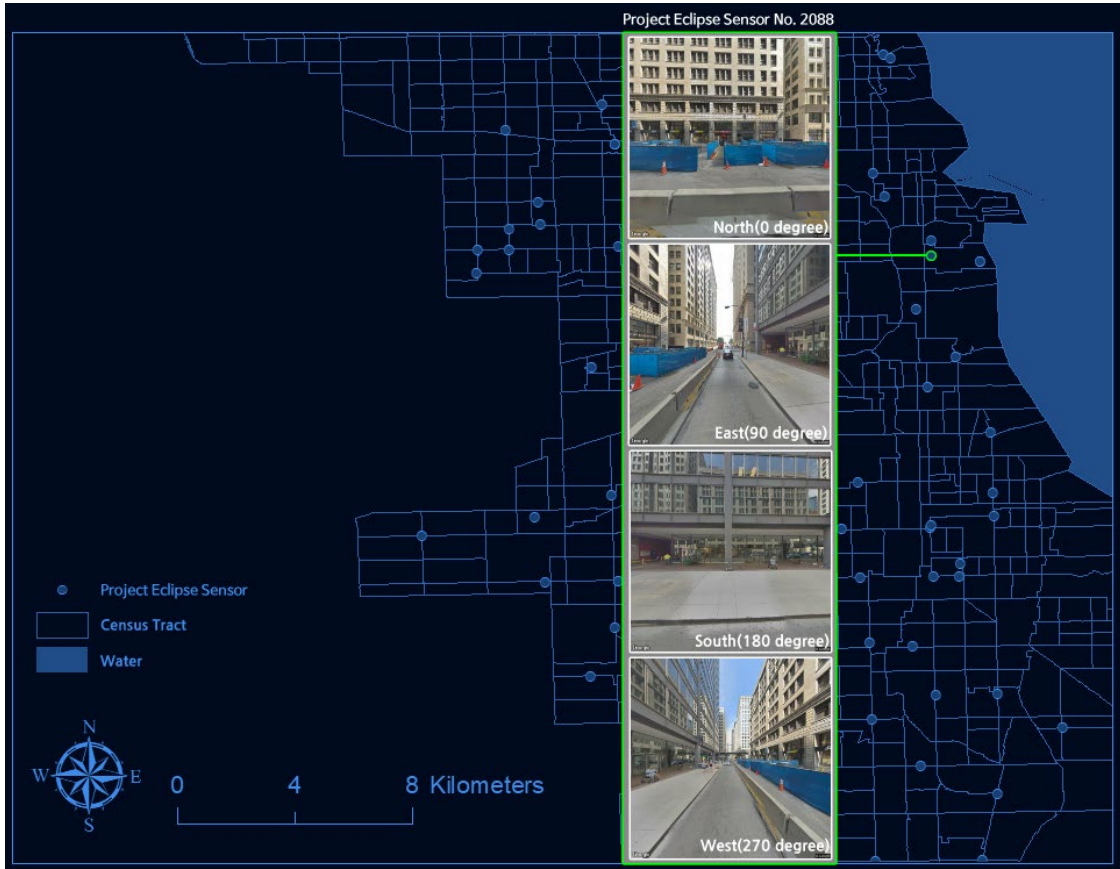 Project Eclipse Sensor No. 2088
North(0 degree)
East(90 degree)
South(180 degree)
West(270 degree)
Project Eclipse Sensor
Census Tract
Water
N
W E
S
0 4 8 Kilometers